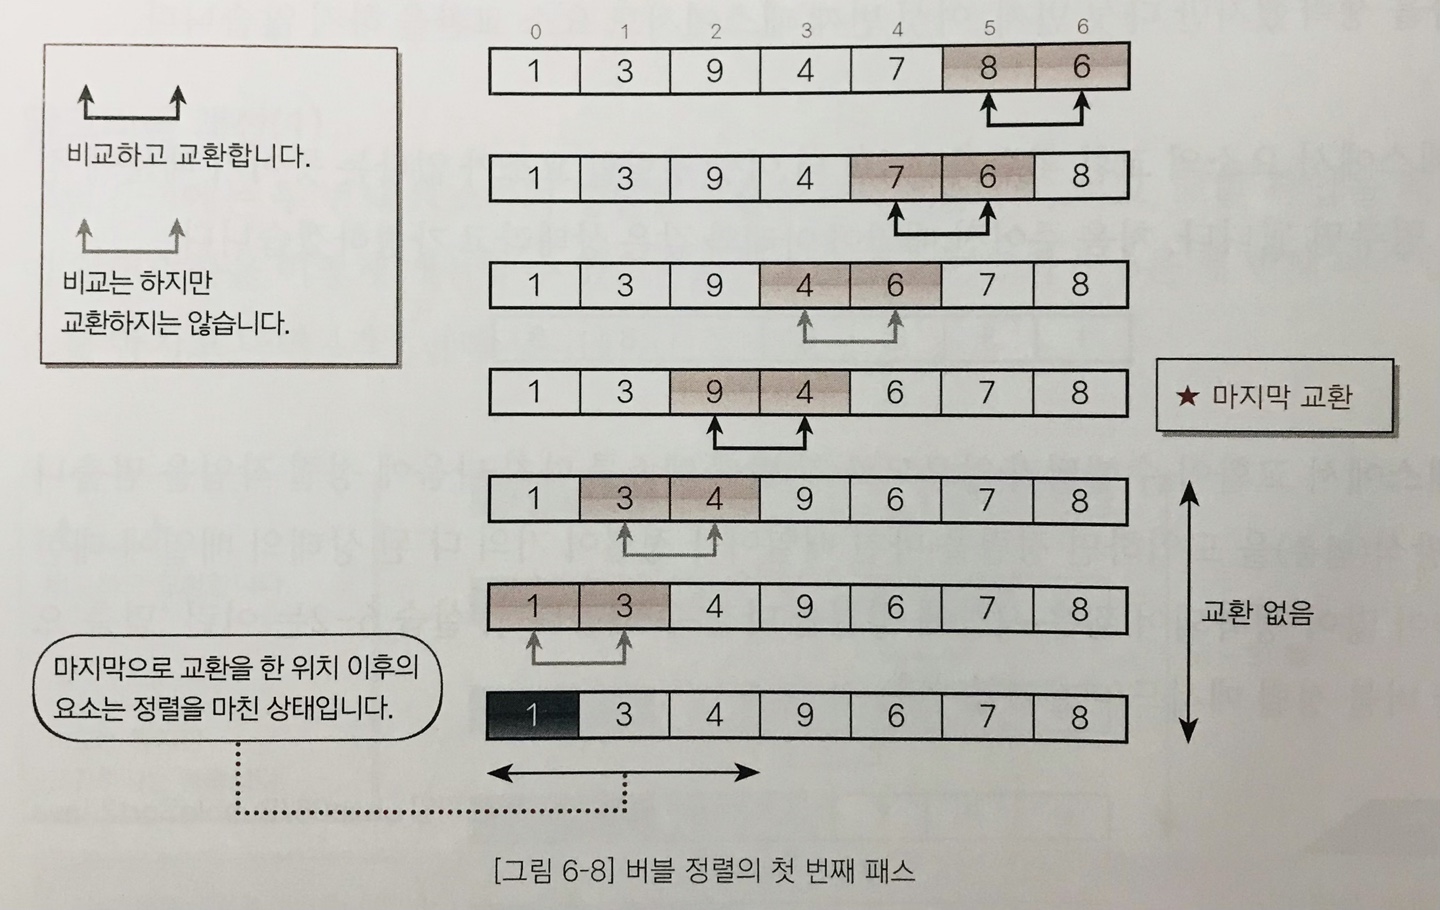 비교하고 교환합니다.
비교는 하지만
교환하지는 않습니다.
0 1 2 3 4 5 6
1 3 9 4 7 8 6
1 3 9 4 7 6 8
1 3 9 4 6 7 8
1 3 9 4 6 7 8
★ 마지막 교환
1 3 4 9 6 7 8
1 3 4 9 6 7 8
교환 없음
1 3 4 9 6 7 8
마지막으로 교환을 한 위치 이후의
요소는 정렬을 마친 상태입니다.
[그림 6-8] 버블 정렬의 첫 번째 패스